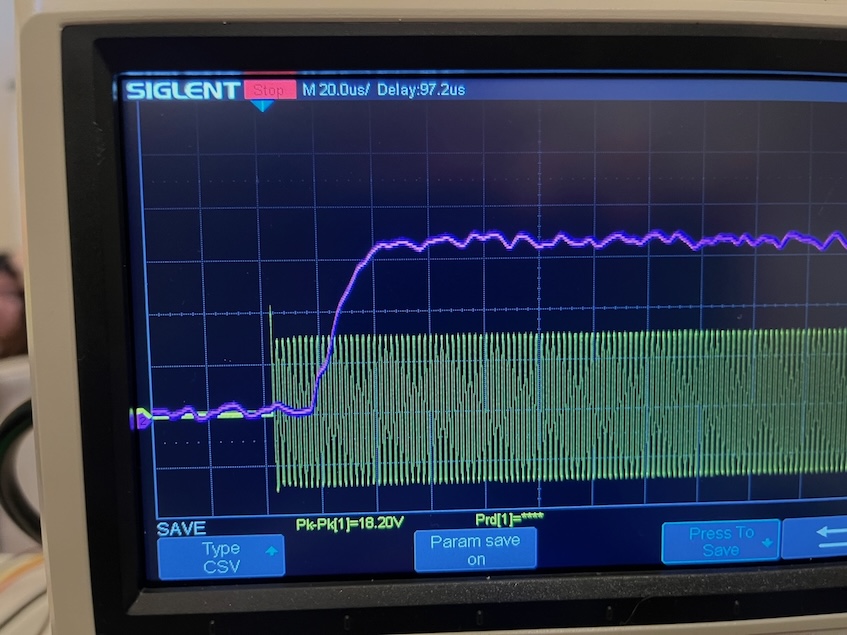 SIGLENT Stop M 20.0us/ Delay:97.2us
Pk-Pk[1]=18.20V Prd[1]=****
SAVE
Type
CSV
Param save
on
Press To
Save